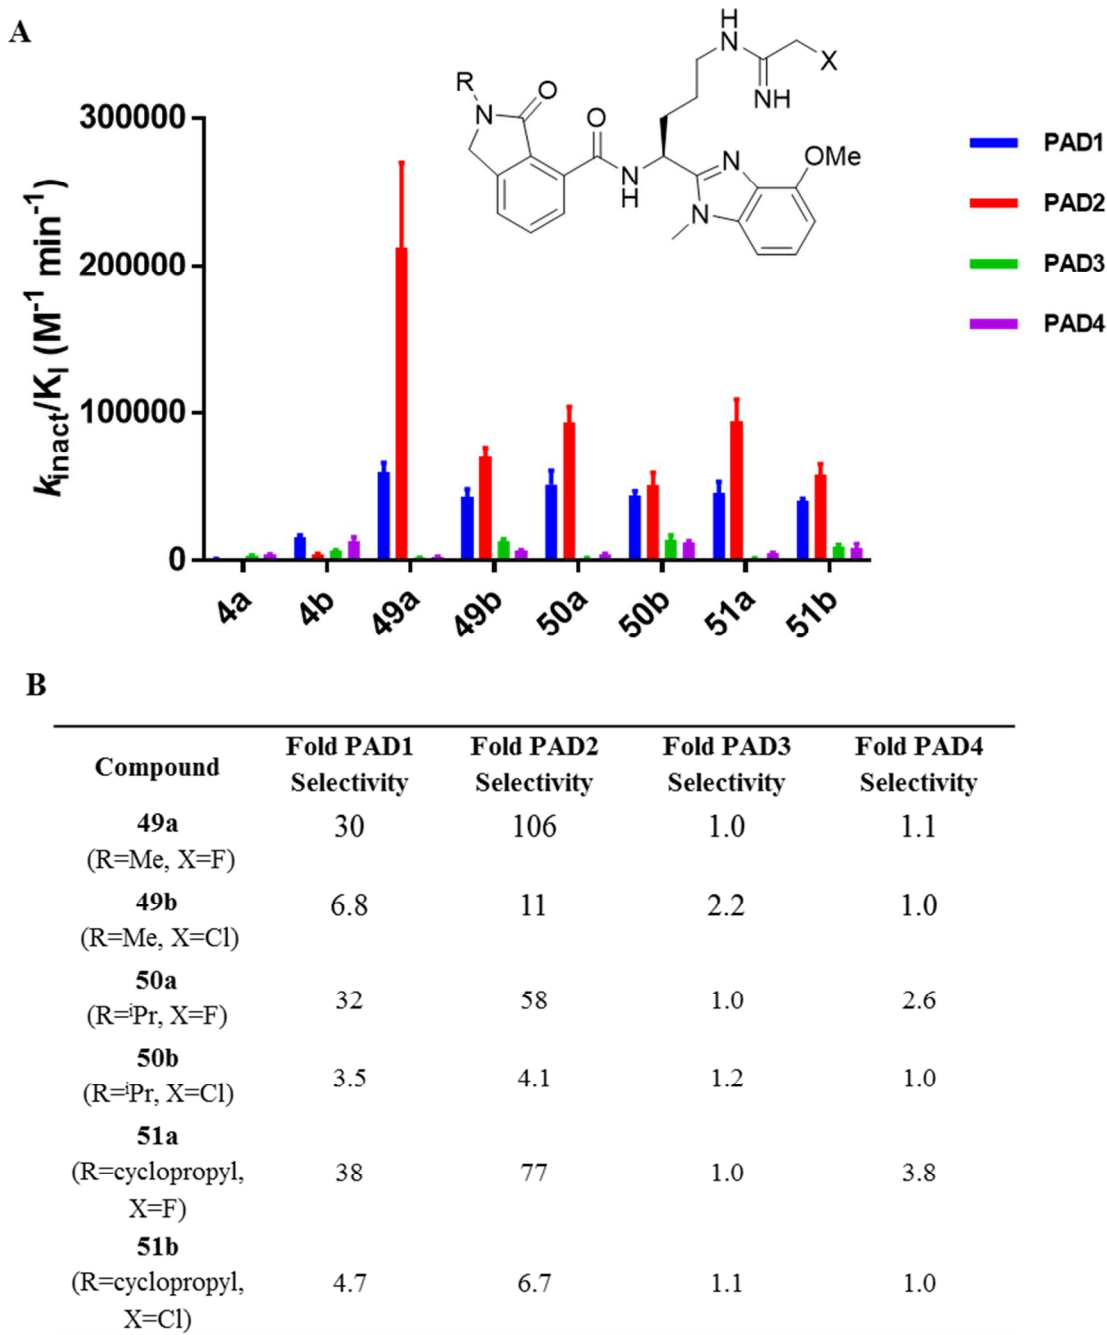 A
H
N
X
NH
R
N
O
O
N
H
N
OMe
N
300000
200000
100000
0
kinact/KI (M-1 min-1)
PAD1
PAD2
PAD3
PAD4
4a 4b 49a 49b 50a 50b 51a 51b
B
Compound Fold PAD1 Selectivity Fold PAD2 Selectivity Fold PAD3 Selectivity Fold PAD4 Selectivity
49a
(R=Me, X=F) 30 106 1.0 1.1
49b
(R=Me, X=Cl) 6.8 11 2.2 1.0
50a
(R=iPr, X=F) 32 58 1.0 2.6
50b
(R=iPr, X=Cl) 3.5 4.1 1.2 1.0
51a
(R=cyclopropyl,
X=F) 38 77 1.0 3.8
51b
(R=cyclopropyl,
X=Cl) 4.7 6.7 1.1 1.0